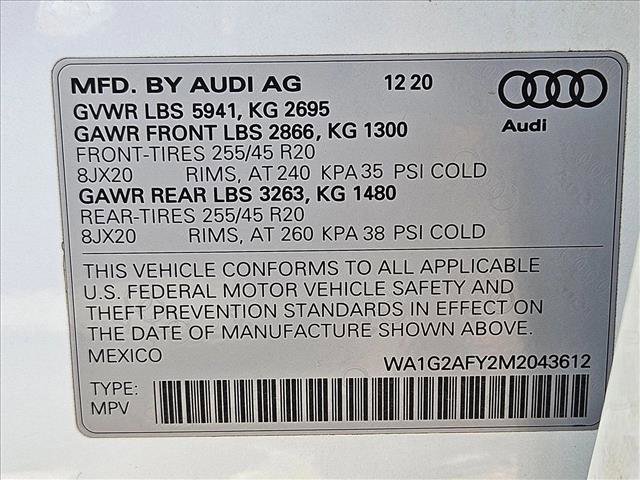 MFD. BY AUDI AG 12 20
GVWR LBS 5941, KG 2695
GAWR FRONT LBS 2866, KG 1300
Audi
FRONT-TIRES 255/45 R20
8JX20 RIMS, AT 240 KPA 35 PSI COLD
GAWR REAR LBS 3263, KG 1480
REAR-TIRES 255/45 R20
8JX20 RIMS, AT 260 KPA 38 PSI COLD
THIS VEHICLE CONFORMS TO ALL APPLICABLE
U.S. FEDERAL MOTOR VEHICLE SAFETY AND
THEFT PREVENTION STANDARDS IN EFFECT ON
THE DATE OF MANUFACTURE SHOWN ABOVE.
MEXICO WA1G2AFY2M2043612
TYPE:
MPV